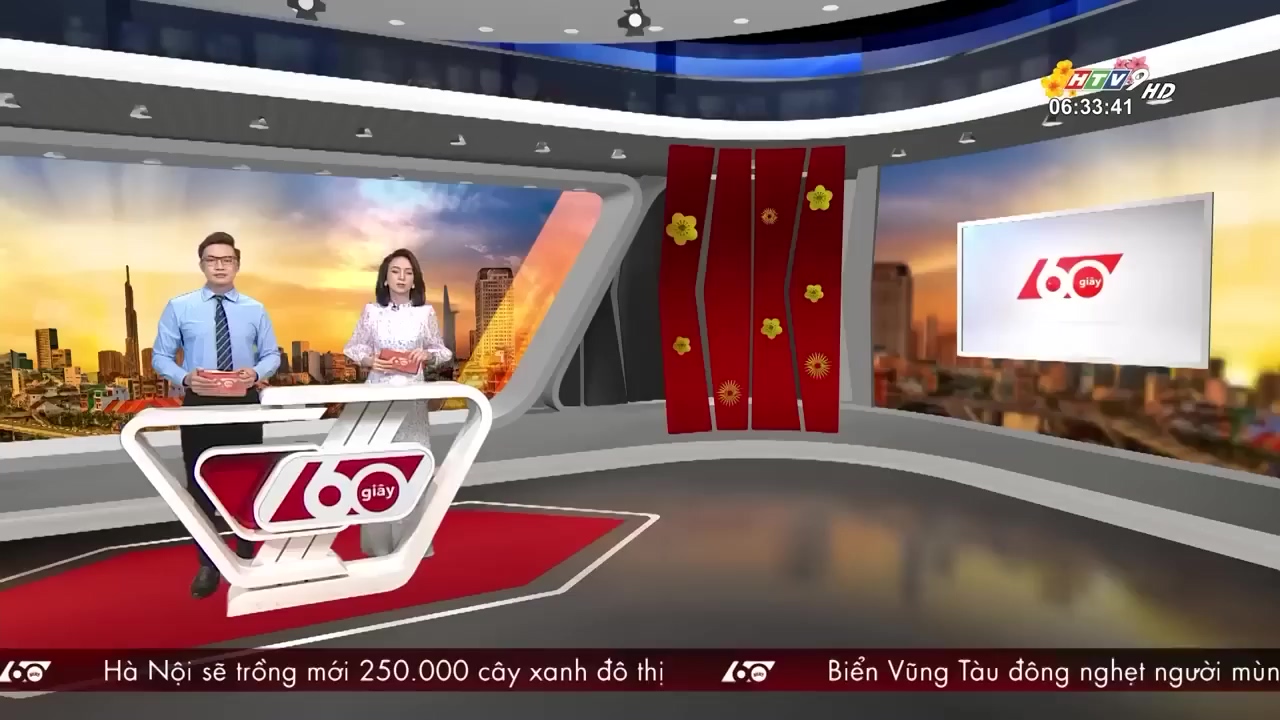 HTV9 HD
06:33:41
60 giây
60 giây
60 giây Hà Nội sẽ trồng mới 250.000 cây xanh đô thị 60 giây Biển Vũng Tàu đông nghẹt người mùn